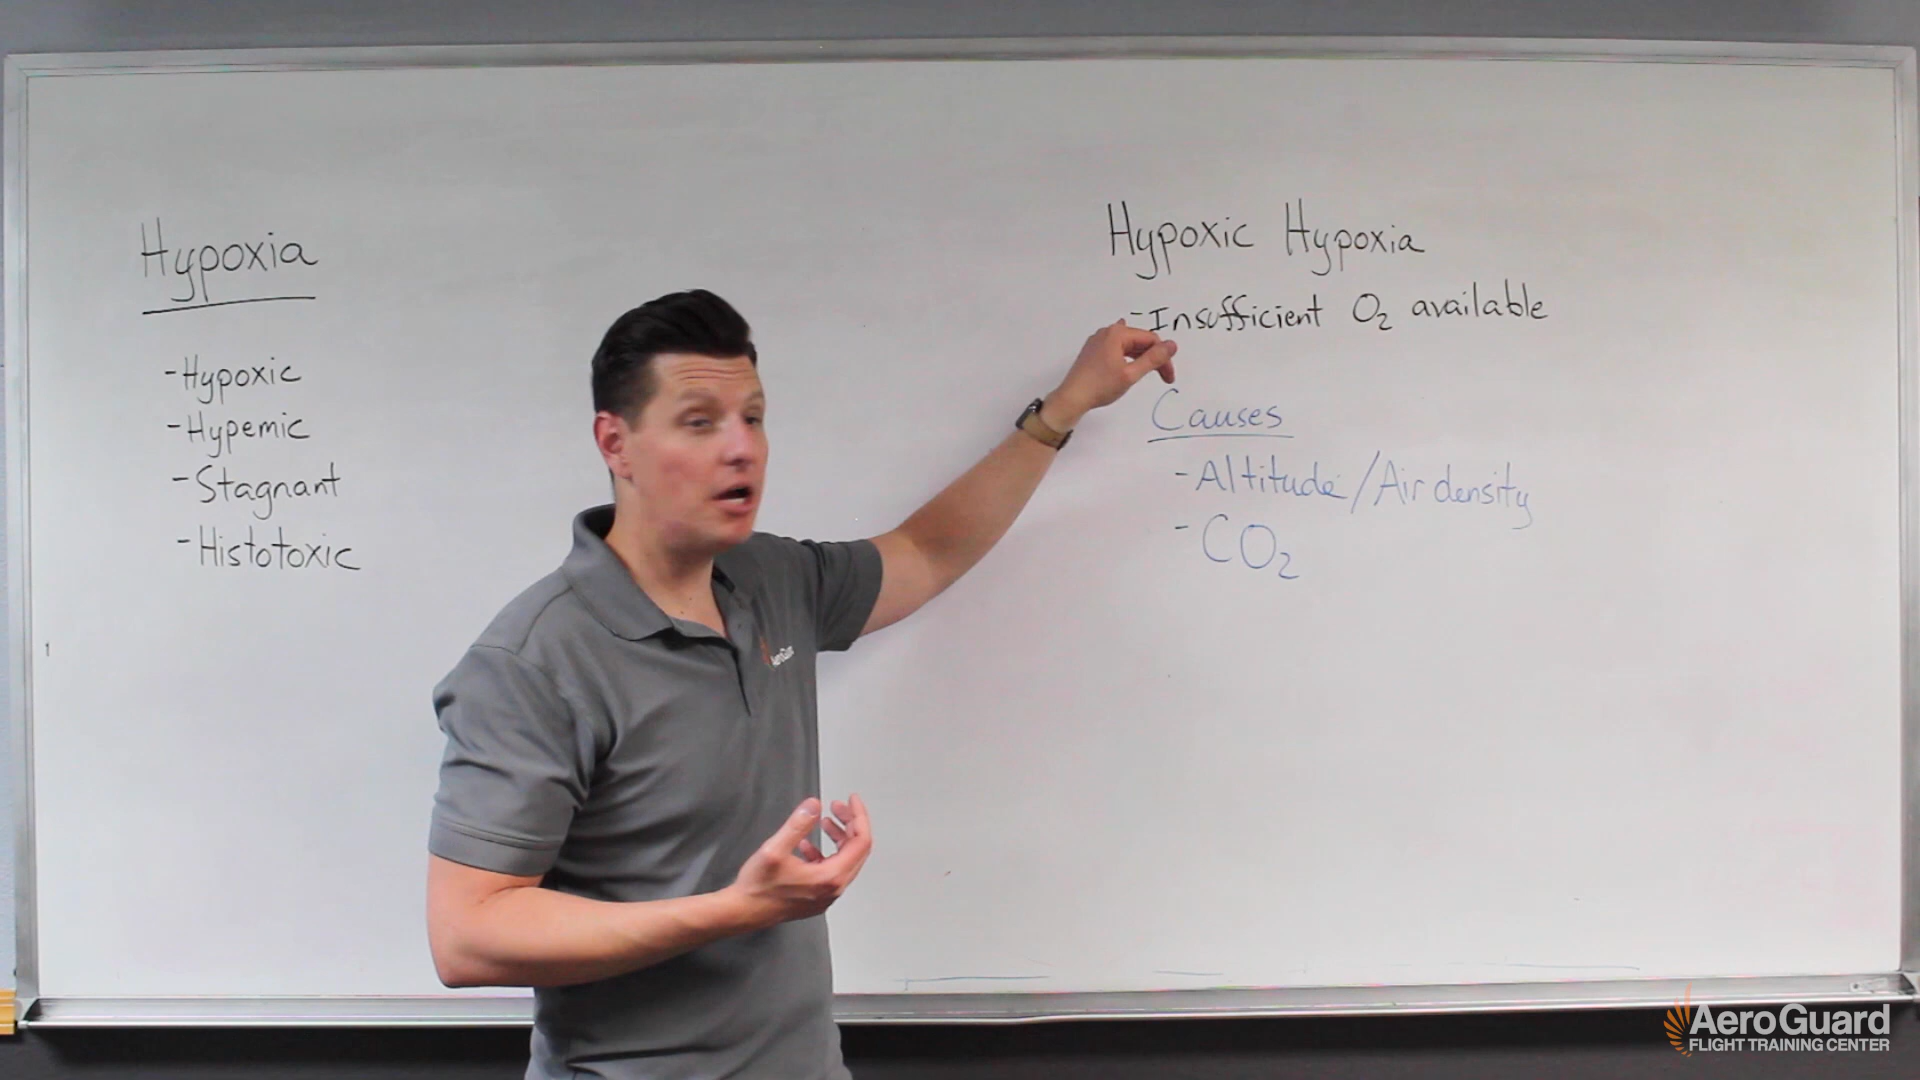 Hypoxia
-Hypoxic
-Hypemic
-Stagnant
-Histotoxic
Hypoxic Hypoxia
-Insufficient O₂ available
Causes
-Altitude/Air density
-CO₂
AeroGuard
AeroGuard
FLIGHT TRAINING CENTER